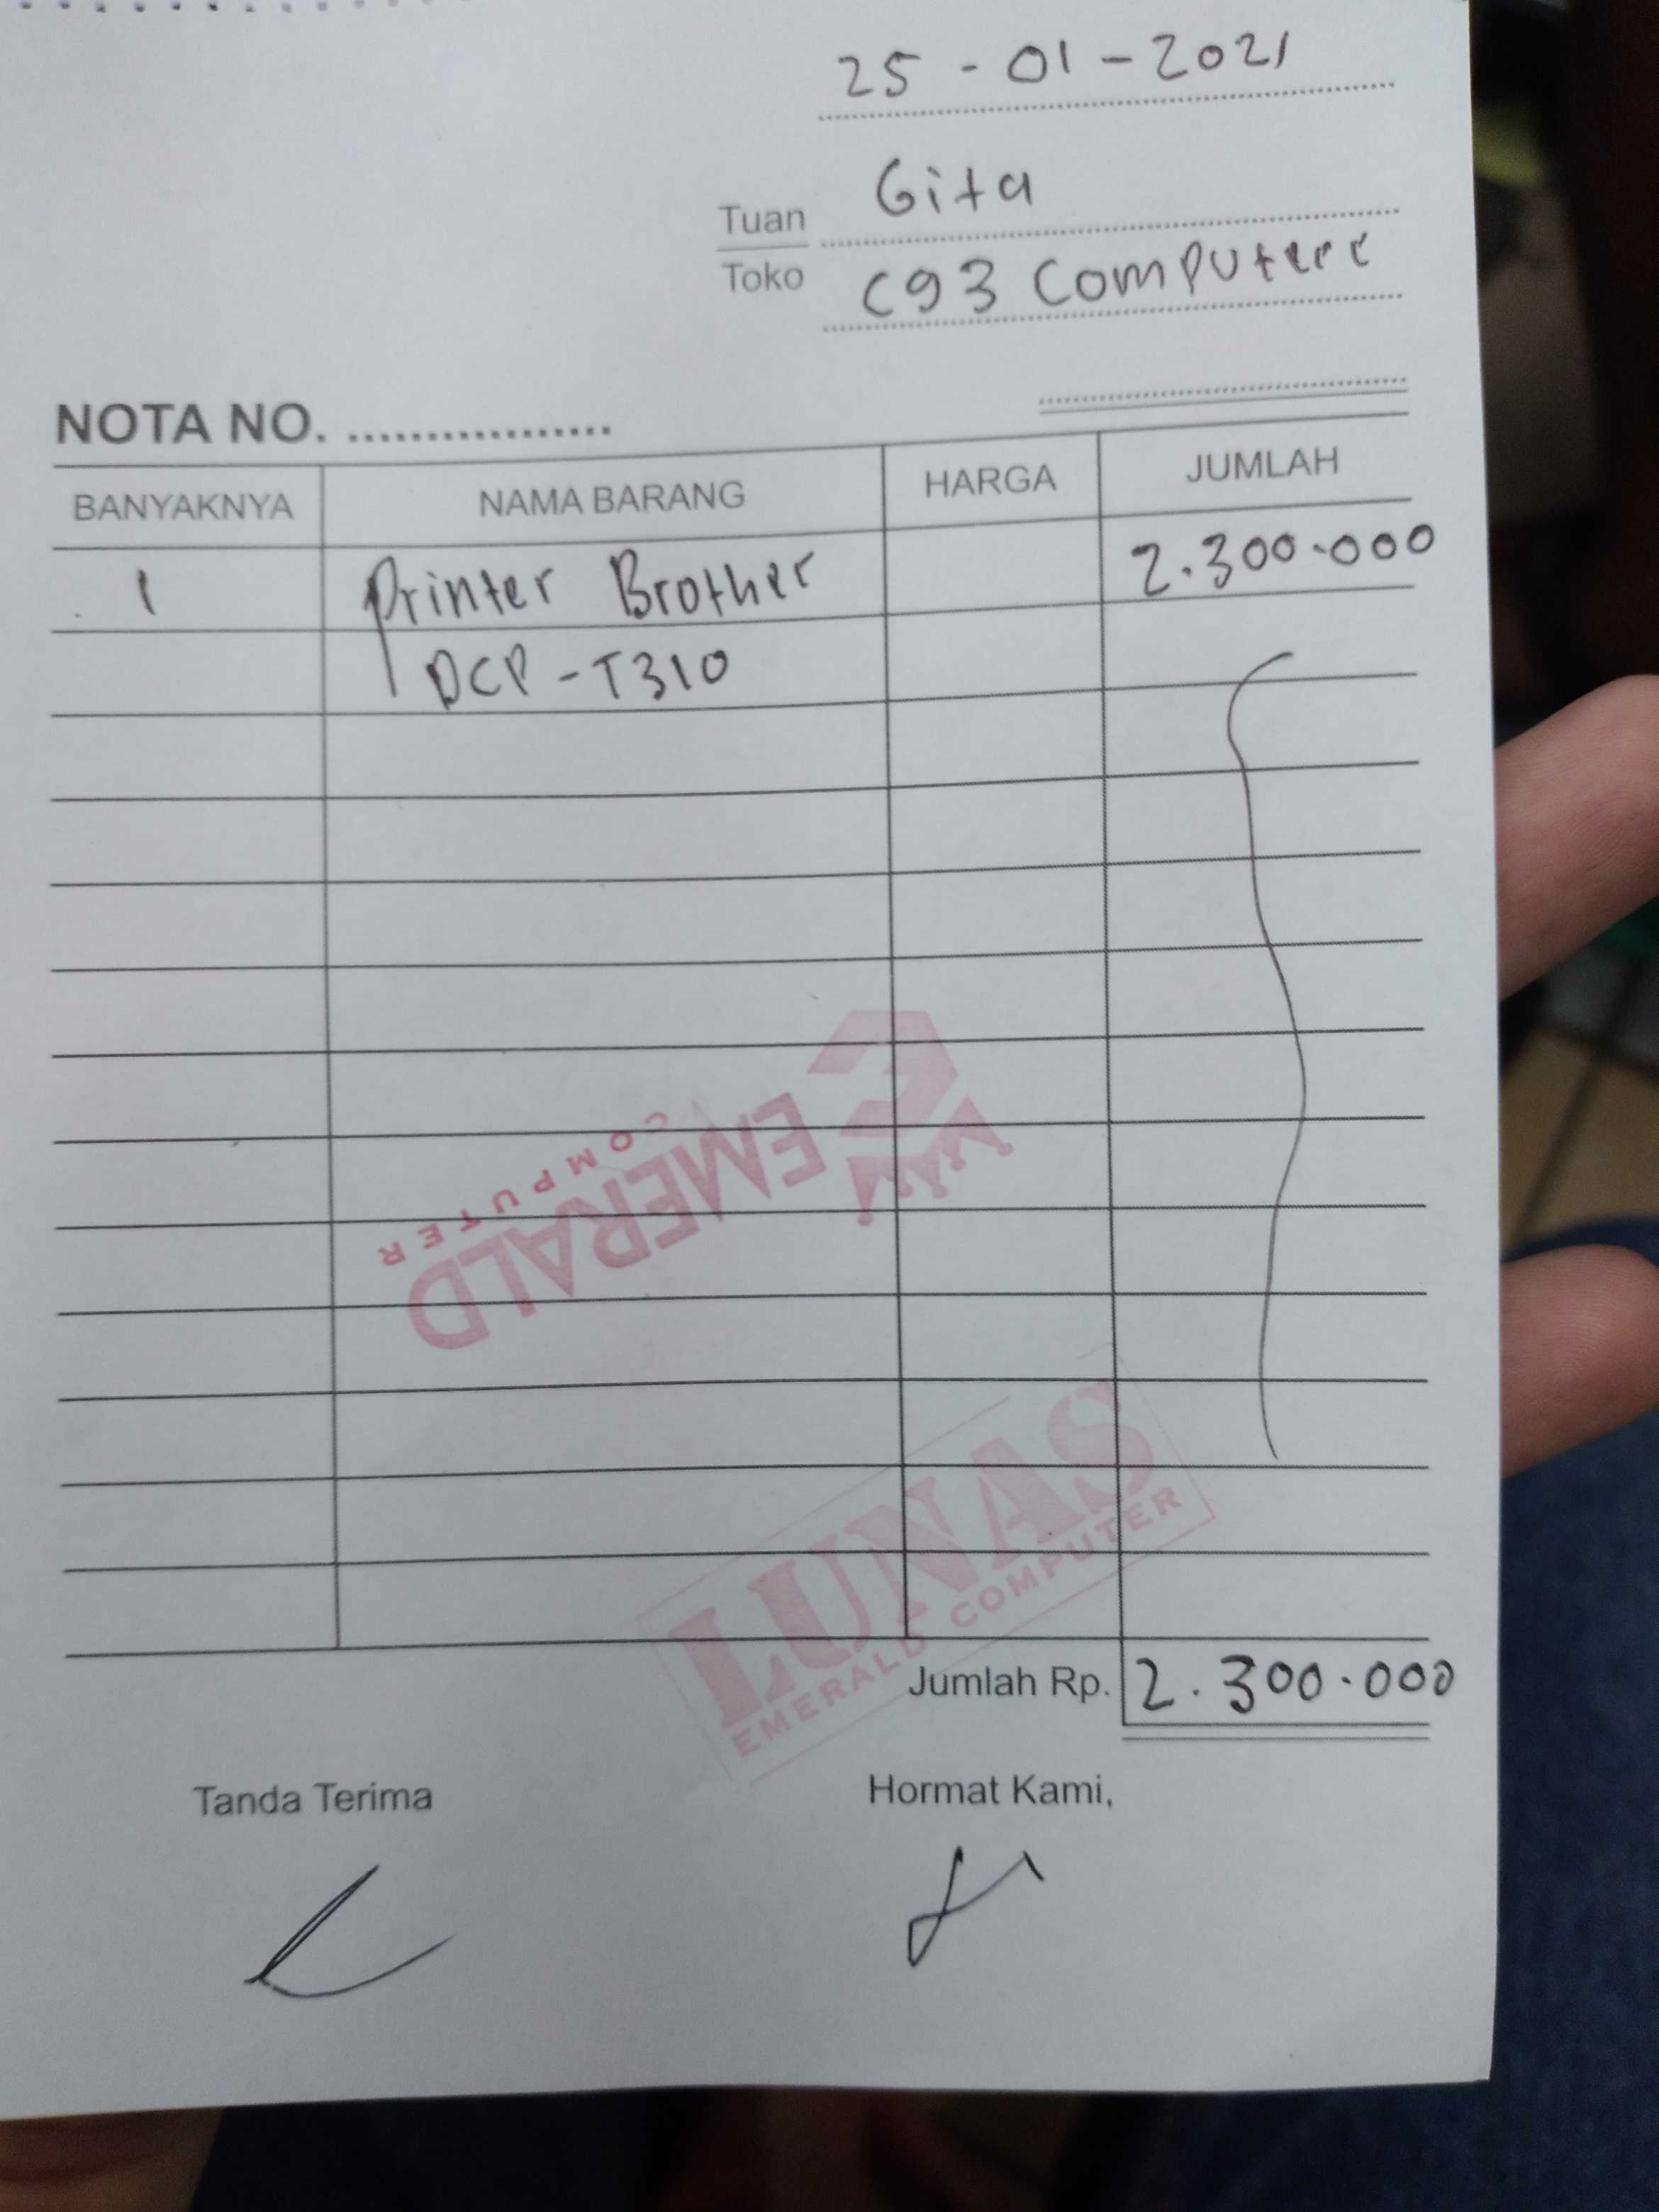 25 - 01 - 2021
Tuan Gita
Toko C93 Computere
NOTA NO. .................
BANYAKNYA NAMA BARANG HARGA JUMLAH
1 Printer Brother 2.300.000
DCP - T310
EMERALD
COMPUTER
LUNAS
EMERALD COMPUTER
Jumlah Rp. 2.300.000
Tanda Terima Hormat Kami,